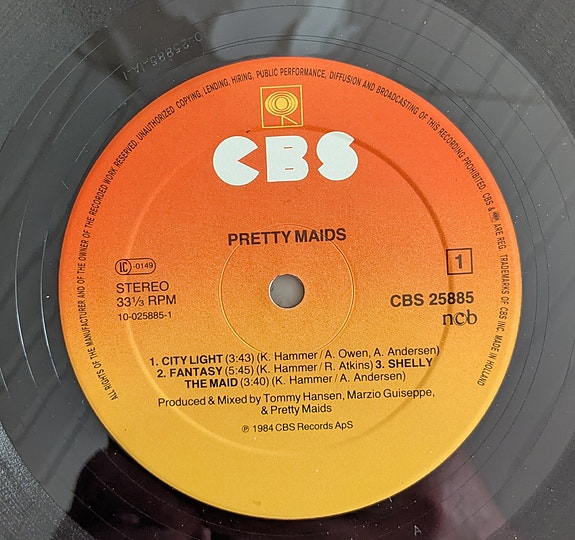 ALL RIGHTS OF THE MANUFACTURER AND OF THE OWNER OF THE RECORDED WORK RESERVED. UNAUTHORIZED COPYING, LENDING, HIRING, PUBLIC PERFORMANCE, DIFFUSION AND BROADCASTING OF THIS RECORDING PROHIBITED. CBS & ARE REG. TRADEMARKS OF CBS INC. MADE IN HOLLAND
CBS
PRETTY MAIDS
LC -0149
1
STEREO
33⅓ RPM
CBS 25885
10-025885-1
ncb
1. CITY LIGHT (3:43) (K. Hammer / A. Owen, A. Andersen)
2. FANTASY (5:45) (K. Hammer / R. Atkins) 3. SHELLY
THE MAID (3:40) (K. Hammer / A. Andersen)
Produced & Mixed by Tommy Hansen, Marzio Guiseppe,
& Pretty Maids
℗ 1984 CBS Records ApS
A